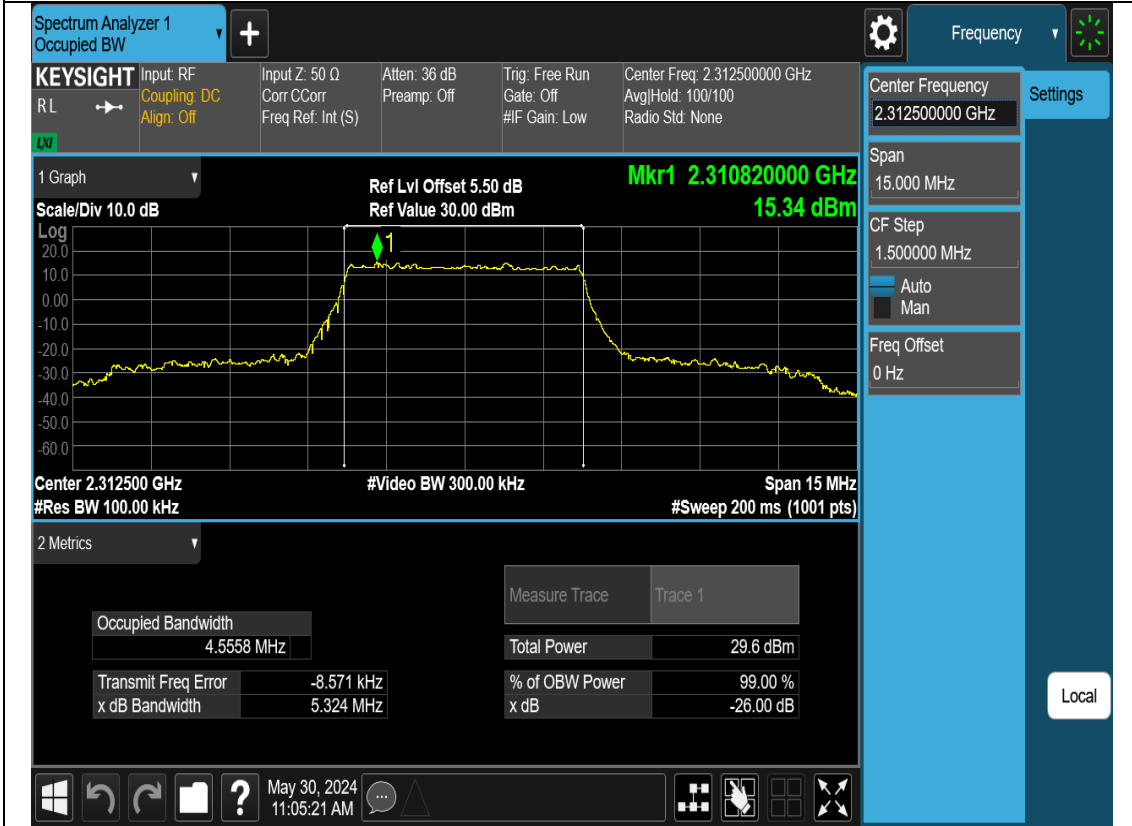 Spectrum Analyzer 1
Occupied BW
+
Frequency
KEYSIGHT
RL
LXI
Input: RF
Coupling: DC
Align: Off
Input Z: 50 Ω
Corr CCorr
Freq Ref: Int (S)
Atten: 36 dB
Preamp: Off
Trig: Free Run
Gate: Off
#IF Gain: Low
Center Freq: 2.312500000 GHz
Avg|Hold: 100/100
Radio Std: None
Center Frequency
2.312500000 GHz
Settings
Span
15.000 MHz
CF Step
1.500000 MHz
Auto
Man
Freq Offset
0 Hz
Local
1 Graph
Scale/Div 10.0 dB
Ref Lvl Offset 5.50 dB
Ref Value 30.00 dBm
Mkr1 2.310820000 GHz
15.34 dBm
Log
1
20.0
10.0
0.00
-10.0
-20.0
-30.0
-40.0
-50.0
-60.0
Center 2.312500 GHz
#Video BW 300.00 kHz
Span 15 MHz
#Res BW 100.00 kHz
#Sweep 200 ms (1001 pts)
2 Metrics
Measure Trace Trace 1
Occupied Bandwidth
4.5558 MHz
Total Power 29.6 dBm
Transmit Freq Error -8.571 kHz
% of OBW Power 99.00 %
x dB Bandwidth 5.324 MHz
x dB -26.00 dB
?
May 30, 2024
11:05:21 AM